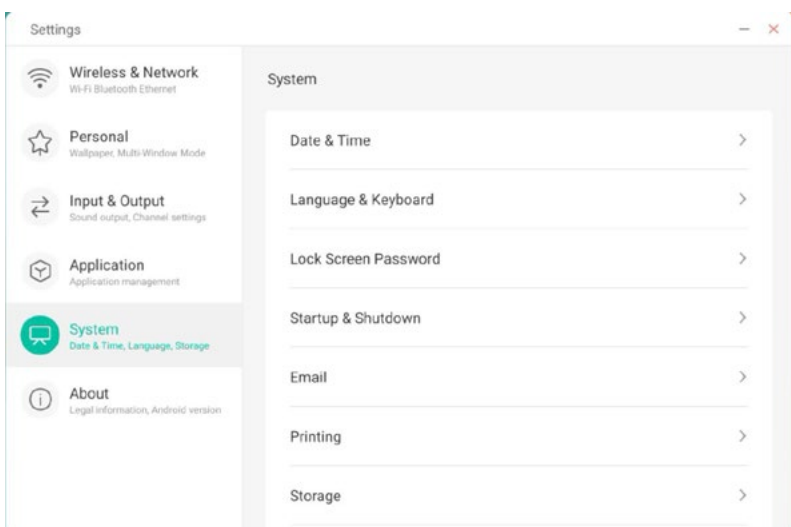 Settings
Wireless & Network
Wi-Fi Bluetooth Ethernet
Personal
Wallpaper, Multi-Window Mode
Input & Output
Sound output, Channel settings
Application
Application management
System
Date & Time, Language, Storage
About
Legal information, Android version
System
Date & Time
Language & Keyboard
Lock Screen Password
Startup & Shutdown
Email
Printing
Storage